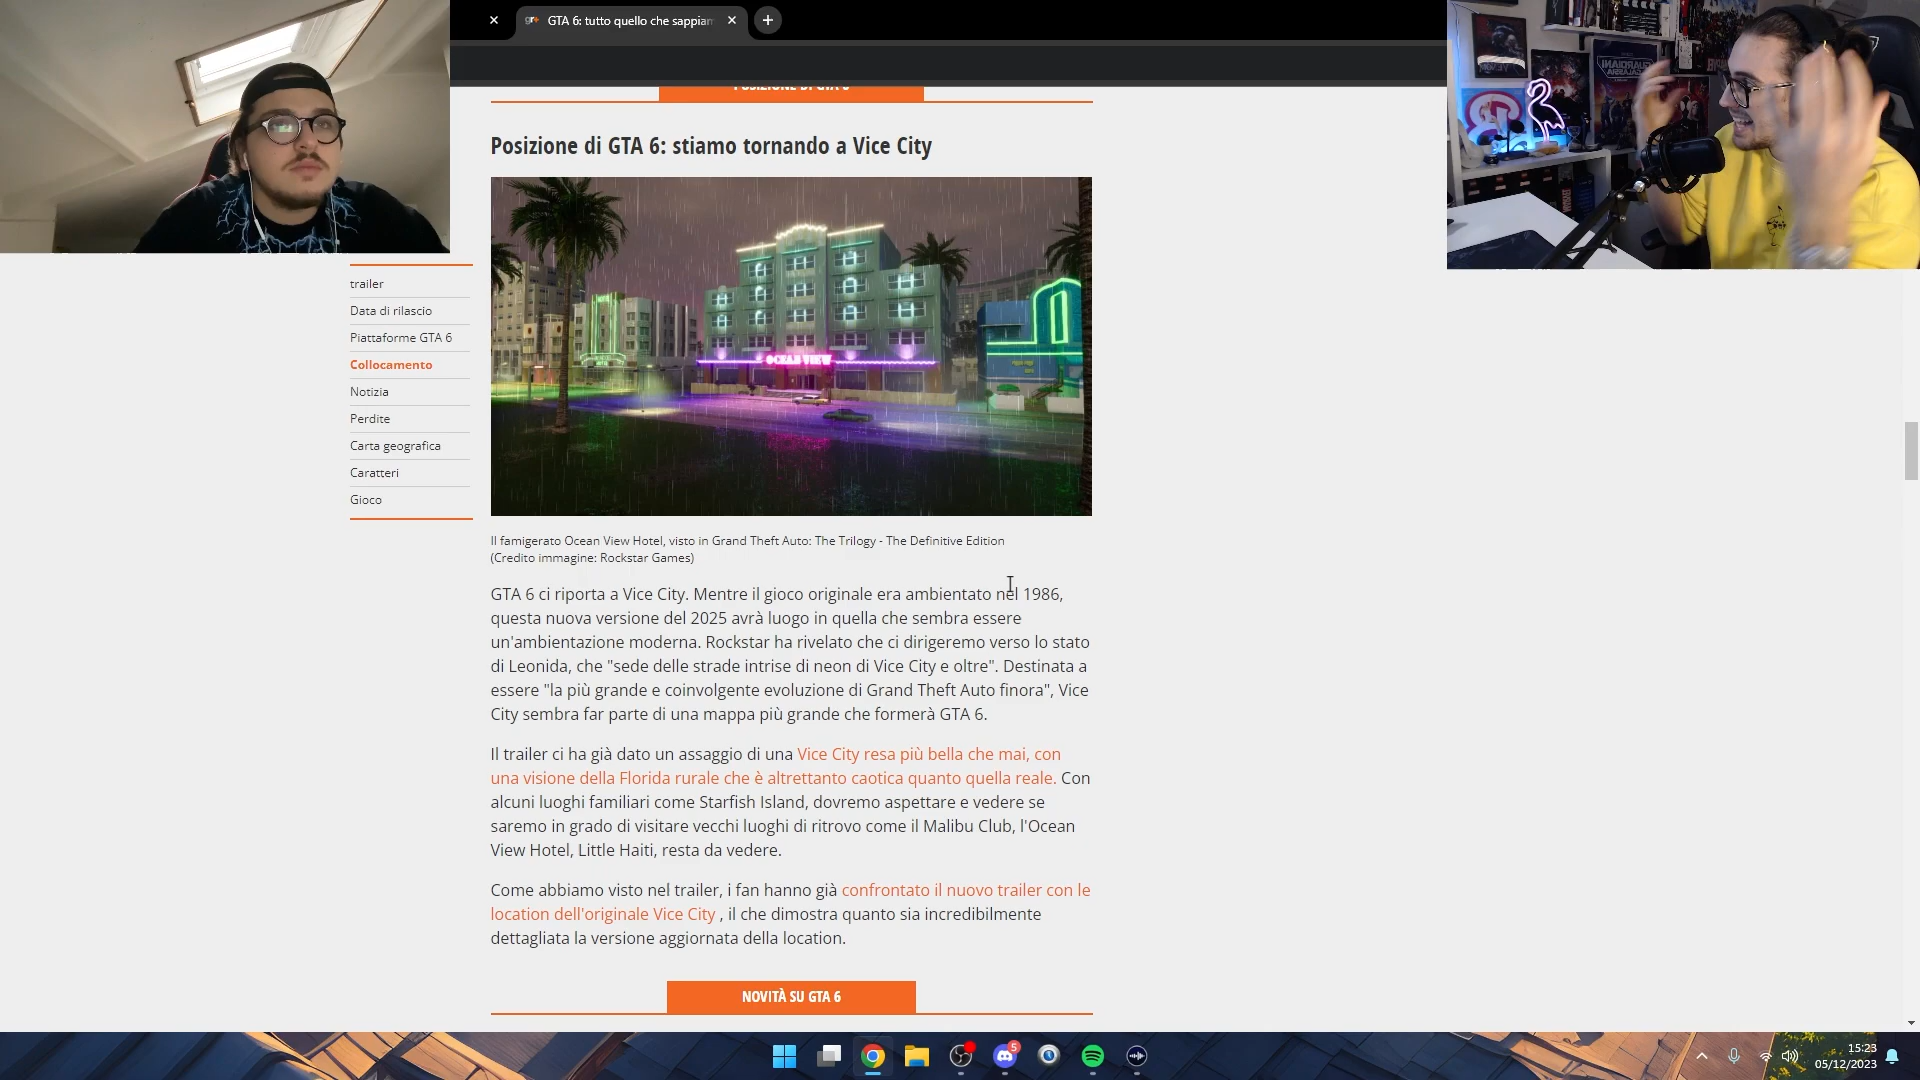 GTA 6: tutto quello che sappiam
POSIZIONE DI GTA 6
Posizione di GTA 6: stiamo tornando a Vice City
OCEAN VIEW
trailer
Data di rilascio
Piattaforme GTA 6
Collocamento
Notizia
Perdite
Carta geografica
Caratteri
Gioco
Il famigerato Ocean View Hotel, visto in Grand Theft Auto: The Trilogy - The Definitive Edition
(Credito immagine: Rockstar Games)
GTA 6 ci riporta a Vice City. Mentre il gioco originale era ambientato nel 1986,
questa nuova versione del 2025 avrà luogo in quella che sembra essere
un'ambientazione moderna. Rockstar ha rivelato che ci dirigeremo verso lo stato
di Leonida, che "sede delle strade intrise di neon di Vice City e oltre". Destinata a
essere "la più grande e coinvolgente evoluzione di Grand Theft Auto finora", Vice
City sembra far parte di una mappa più grande che formerà GTA 6.
Il trailer ci ha già dato un assaggio di una Vice City resa più bella che mai, con
una visione della Florida rurale che è altrettanto caotica quanto quella reale. Con
alcuni luoghi familiari come Starfish Island, dovremo aspettare e vedere se
saremo in grado di visitare vecchi luoghi di ritrovo come il Malibu Club, l'Ocean
View Hotel, Little Haiti, resta da vedere.
Come abbiamo visto nel trailer, i fan hanno già confrontato il nuovo trailer con le
location dell'originale Vice City , il che dimostra quanto sia incredibilmente
dettagliata la versione aggiornata della location.
NOVITÀ SU GTA 6
5
15:23
05/12/2023